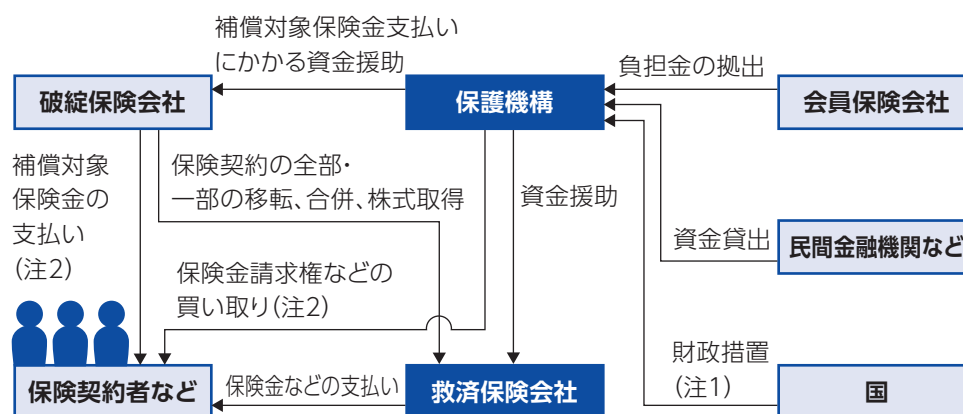 補償対象保険金支払い
にかかる資金援助
負担金の拠出
破綻保険会社
保護機構
会員保険会社
補償対象
保険金の
支払い
(注2)
保険契約の全部・
一部の移転、合併、株式取得
資金援助
資金貸出
民間金融機関など
保険金請求権などの
買い取り(注2)
財政措置
(注1)
保険契約者など
保険金などの支払い
救済保険会社
国